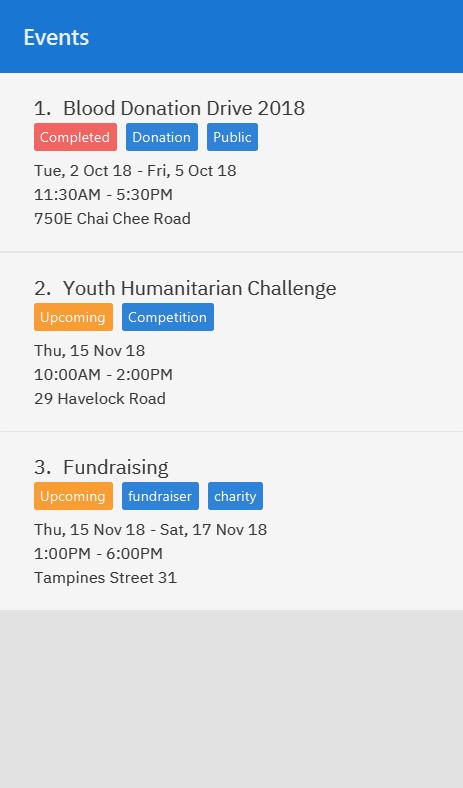 Events
1. Blood Donation Drive 2018
Completed Donation Public
Tue, 2 Oct 18 - Fri, 5 Oct 18
11:30AM - 5:30PM
750E Chai Chee Road
2. Youth Humanitarian Challenge
Upcoming Competition
Thu, 15 Nov 18
10:00AM - 2:00PM
29 Havelock Road
3. Fundraising
Upcoming fundraiser charity
Thu, 15 Nov 18 - Sat, 17 Nov 18
1:00PM - 6:00PM
Tampines Street 31